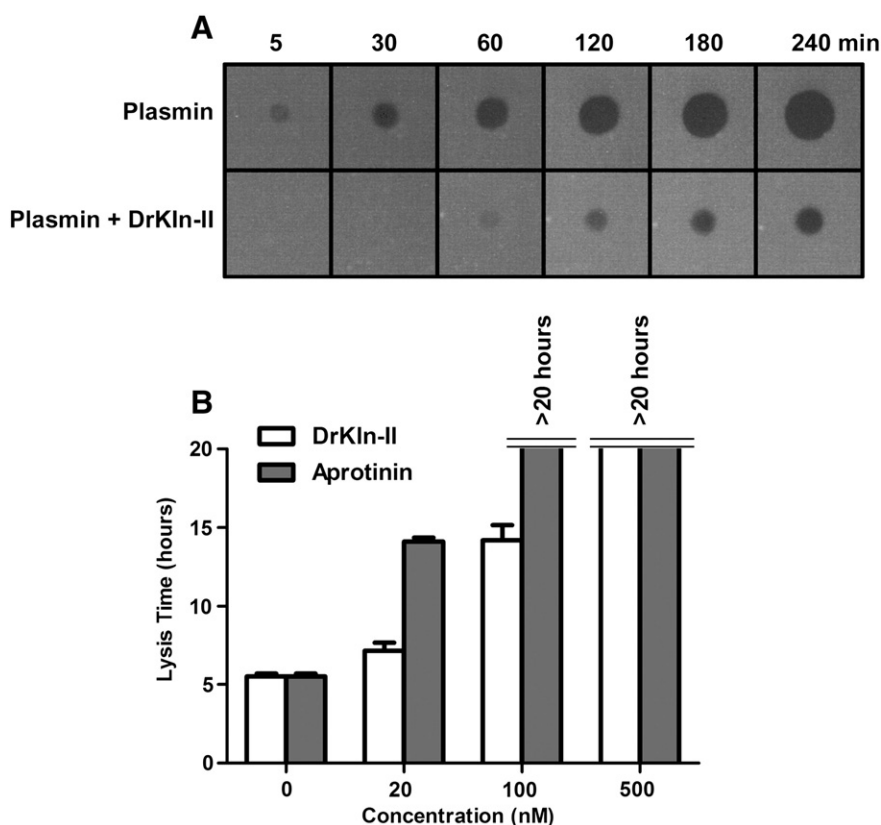 A
5 30 60 120 180 240 min
Plasmin
Plasmin + DrKIn-II
B
>20 hours
>20 hours
DrKIn-II
Aprotinin
20
15
10
5
0
Lysis Time (hours)
0 20 100 500
Concentration (nM)